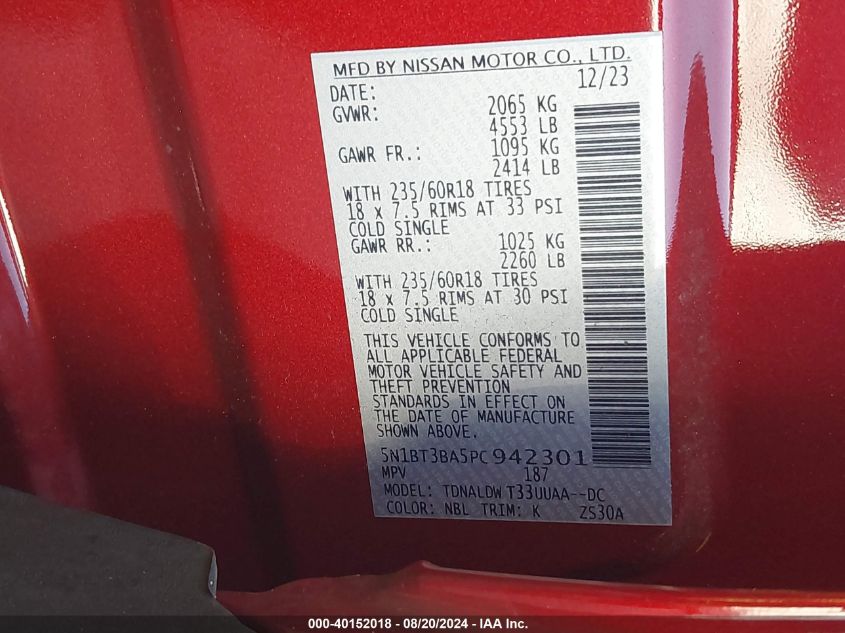 MFD BY NISSAN MOTOR CO., LTD.
DATE: 12/23
GVWR: 2065 KG
4553 LB
GAWR FR.: 1095 KG
2414 LB
WITH 235/60R18 TIRES
18 x 7.5 RIMS AT 33 PSI
COLD SINGLE
GAWR RR.: 1025 KG
2260 LB
WITH 235/60R18 TIRES
18 x 7.5 RIMS AT 30 PSI
COLD SINGLE
THIS VEHICLE CONFORMS TO
ALL APPLICABLE FEDERAL
MOTOR VEHICLE SAFETY AND
THEFT PREVENTION
STANDARDS IN EFFECT ON
THE DATE OF MANUFACTURE
SHOWN ABOVE.
5N1BT3BA5PC942301
MPV 187
MODEL: TDNALDW T33UUAA--DC
COLOR: NBL TRIM: K ZS30A
000-40152018 - 08/20/2024 - IAA Inc.